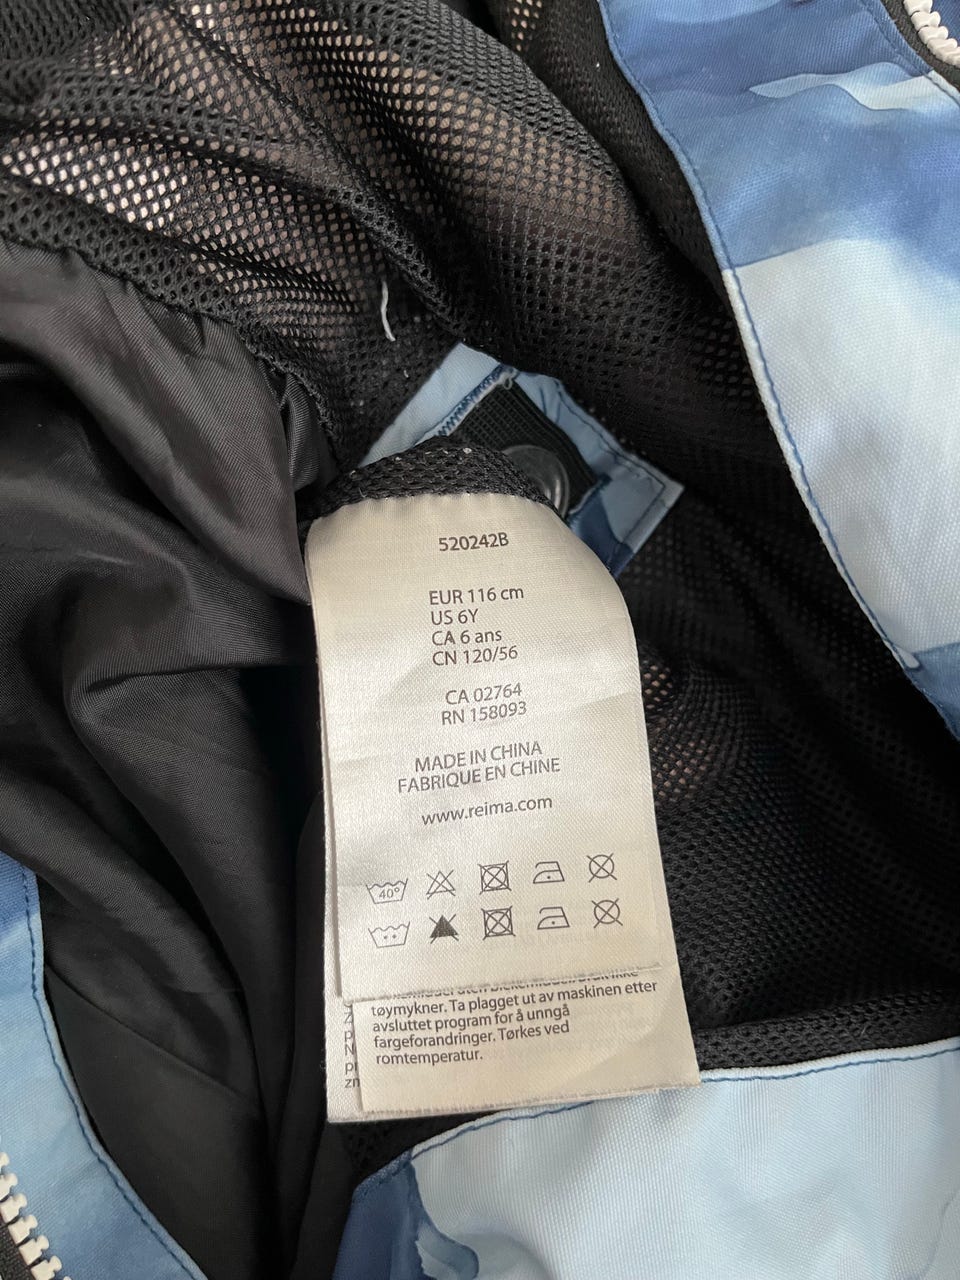 520242B
EUR 116 cm
US 6Y
CA 6 ans
CN 120/56
CA 02764
RN 158093
MADE IN CHINA
FABRIQUE EN CHINE
www.reima.com
40°
tøymykner. Ta plagget ut av maskinen etter
avsluttet program for å unngå
fargeforandringer. Tørkes ved
romtemperatur.